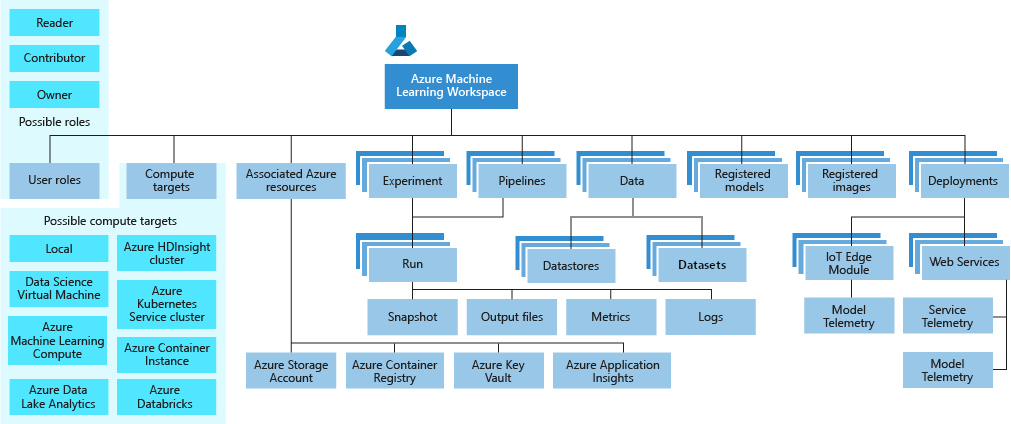 Reader
Contributor
Owner
Possible roles
Azure Machine
Learning Workspace
User roles
Compute
targets
Associated Azure
resources
Experiment
Pipelines
Data
Registered
models
Registered
images
Deployments
Possible compute targets
Local
Azure HDInsight
cluster
Data Science
Virtual Machine
Azure
Kubernetes
Service cluster
Azure
Machine Learning
Compute
Azure Container
Instance
Azure Data
Lake Analytics
Azure
Databricks
Run
Datastores
Datasets
IoT Edge
Module
Web Services
Snapshot
Output files
Metrics
Logs
Model
Telemetry
Service
Telemetry
Azure Storage
Account
Azure Container
Registry
Azure Key
Vault
Azure Application
Insights
Model
Telemetry